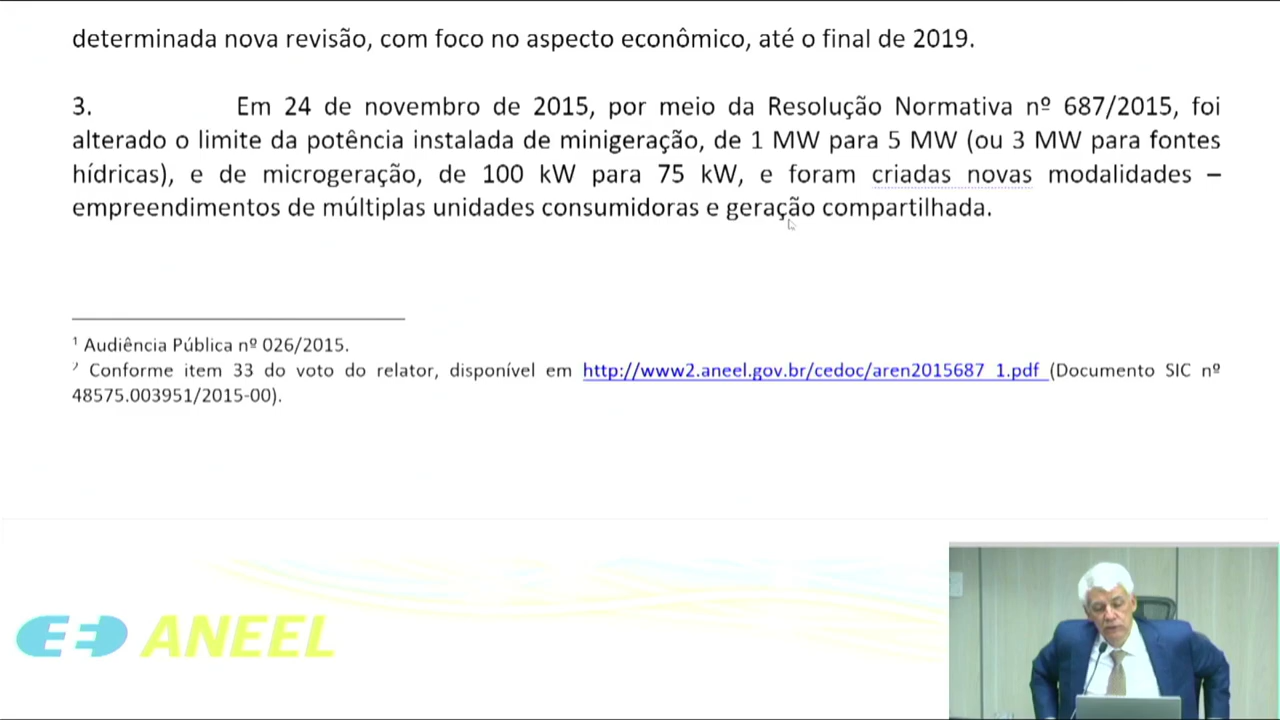 determinada nova revisão, com foco no aspecto econômico, até o final de 2019.
3. Em 24 de novembro de 2015, por meio da Resolução Normativa nº 687/2015, foi
alterado o limite da potência instalada de minigeração, de 1 MW para 5 MW (ou 3 MW para fontes
hídricas), e de microgeração, de 100 kW para 75 kW, e foram criadas novas modalidades –
empreendimentos de múltiplas unidades consumidoras e geração compartilhada.
¹ Audiência Pública nº 026/2015.
² Conforme item 33 do voto do relator, disponível em http://www2.aneel.gov.br/cedoc/aren2015687_1.pdf (Documento SIC nº
48575.003951/2015-00).
ANEEL